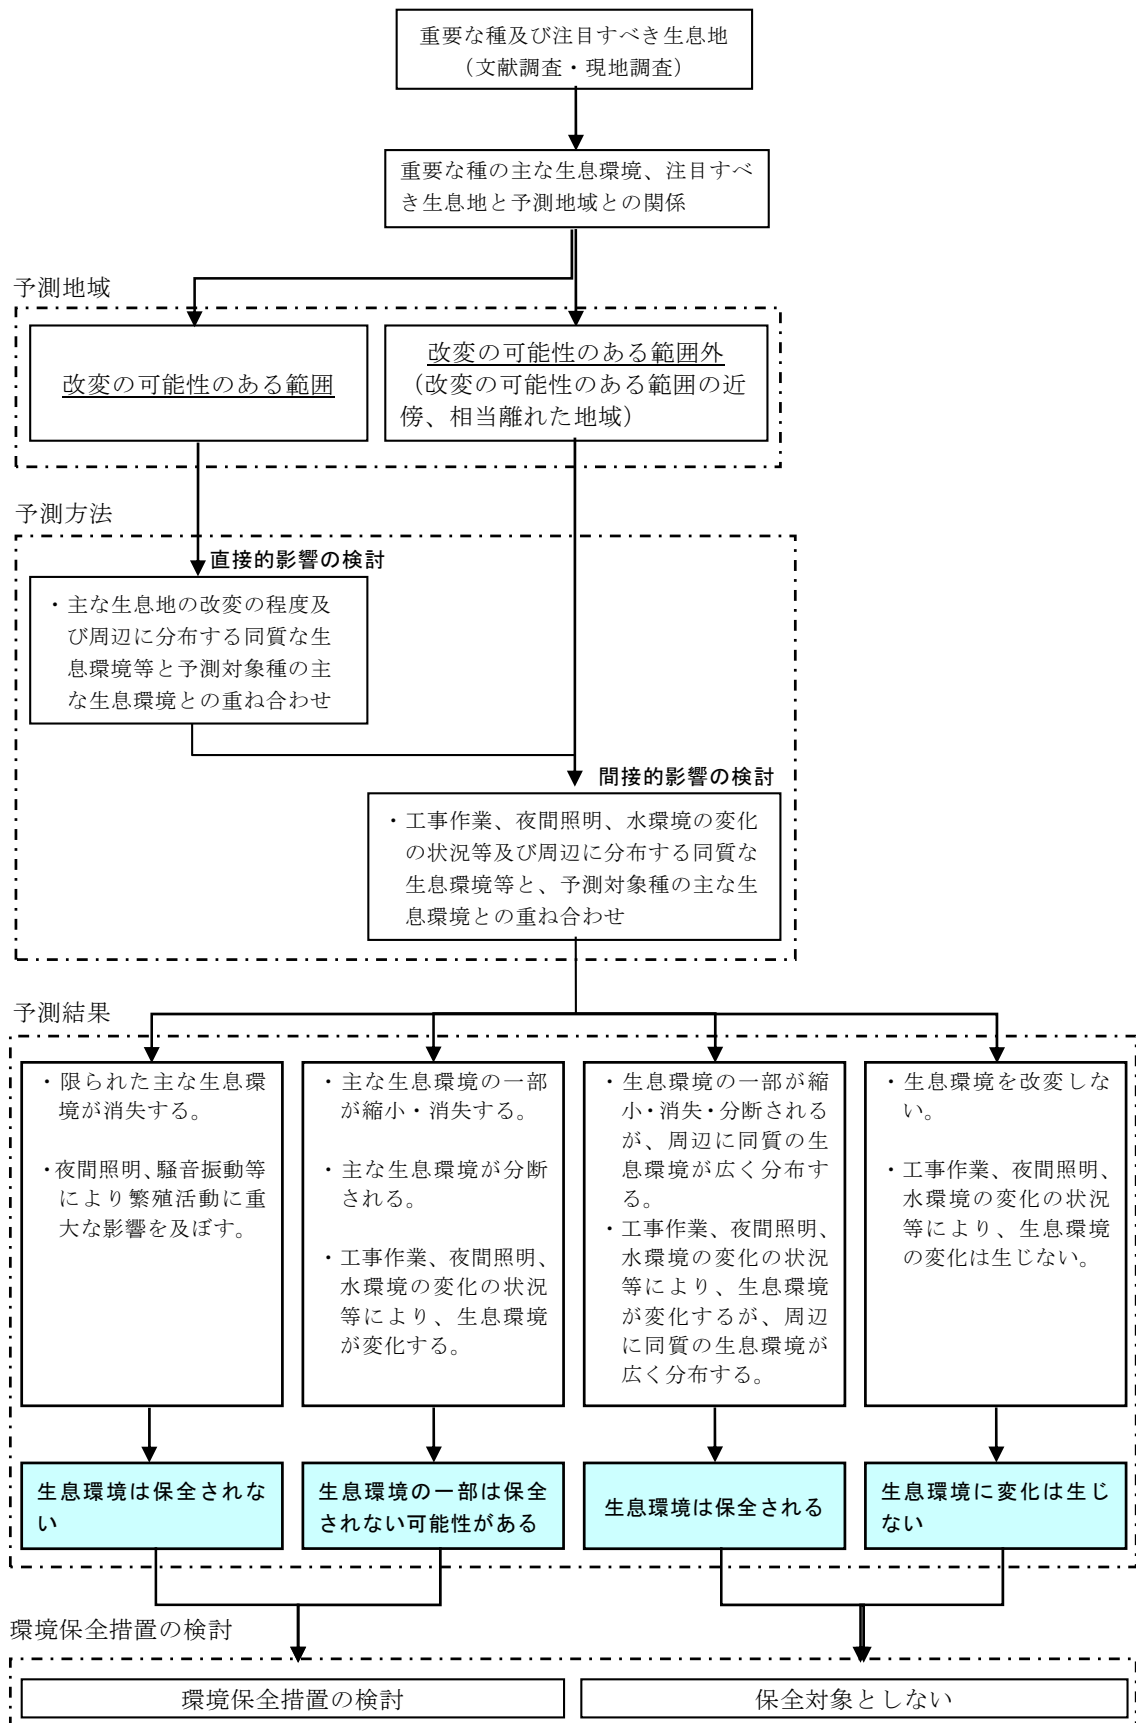 重要な種及び注目すべき生息地
（文献調査・現地調査）
重要な種の主な生息環境、注目すべ
き生息地と予測地域との関係
予測地域
改変の可能性のある範囲
改変の可能性のある範囲外
（改変の可能性のある範囲の近
傍、相当離れた地域）
予測方法
直接的影響の検討
・主な生息地の改変の程度及
び周辺に分布する同質な生
息環境等と予測対象種の主
な生息環境との重ね合わせ
間接的影響の検討
・工事作業、夜間照明、水環境の変化
の状況等及び周辺に分布する同質な
生息環境等と、予測対象種の主な生
息環境との重ね合わせ
予測結果
・限られた主な生息環
境が消失する。
・夜間照明、騒音振動等
により繁殖活動に重
大な影響を及ぼす。
・主な生息環境の一部
が縮小・消失する。
・主な生息環境が分断
される。
・工事作業、夜間照明、
水環境の変化の状況
等により、生息環境
が変化する。
・生息環境の一部が縮
小・消失・分断される
が、周辺に同質の生
息環境が広く分布す
る。
・工事作業、夜間照明、
水環境の変化の状況
等により、生息環境
が変化するが、周辺
に同質の生息環境が
広く分布する。
・生息環境を改変しな
い。
・工事作業、夜間照明、
水環境の変化の状況
等により、生息環境
の変化は生じない。
生息環境は保全されな
い
生息環境の一部は保全
されない可能性がある
生息環境は保全される
生息環境に変化は生じ
ない
環境保全措置の検討
環境保全措置の検討
保全対象としない